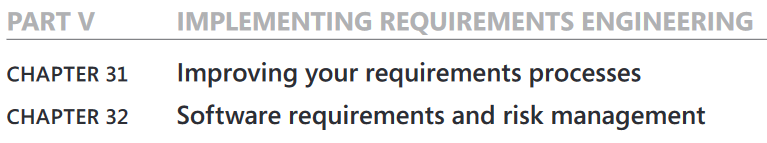 PART V IMPLEMENTING REQUIREMENTS ENGINEERING
CHAPTER 31 Improving your requirements processes
CHAPTER 32 Software requirements and risk management